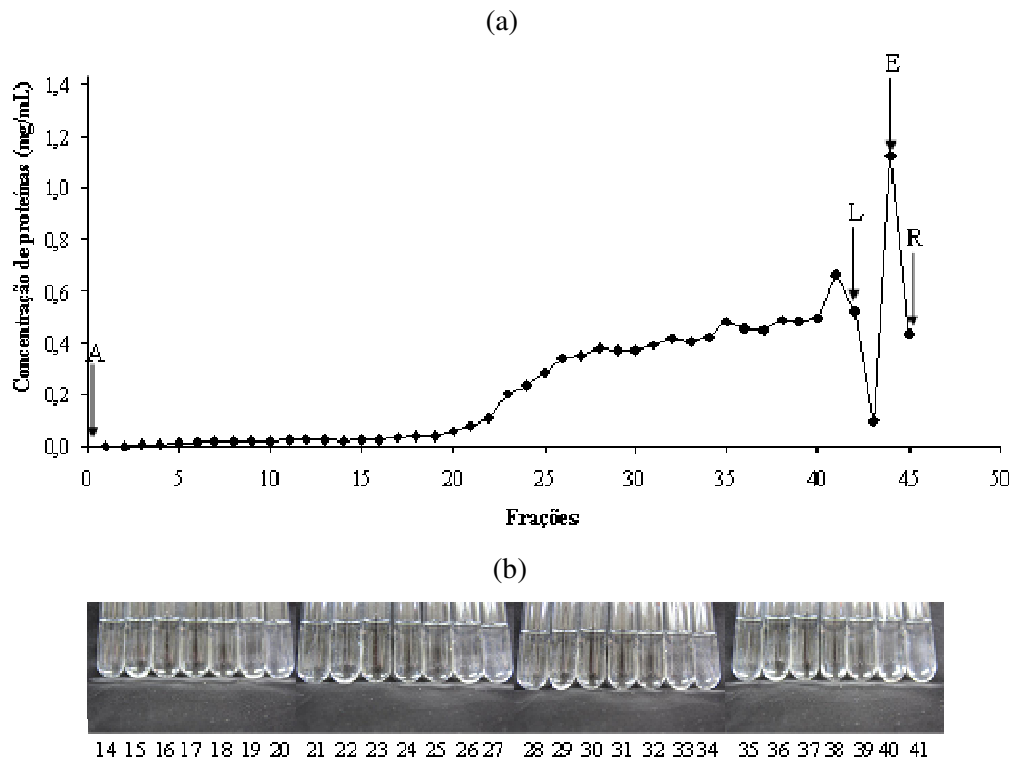 (a)
E
1,4
1,2
1,0
L
0,8
R
0,6
0,4
A
0,2
0,0
Concentração de proteínas (mg/mL)
0 5 10 15 20 25 30 35 40 45 50
Frações
(b)
14 15 16 17 18 19 20 21 22 23 24 25 26 27 28 29 30 31 32 33 34 35 36 37 38 39 40 41